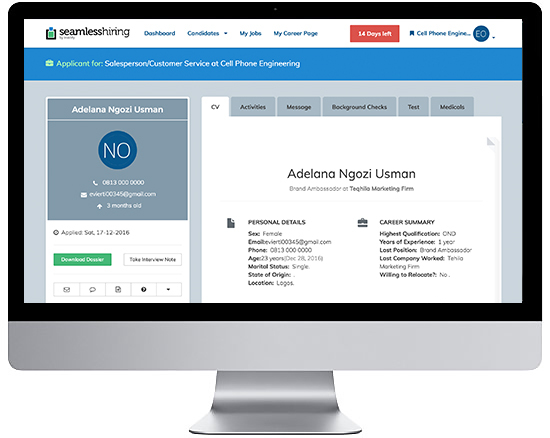 seamlesshiring
Dashboard Candidates My Jobs My Career Page 14 Days left Cell Phone Engine... EO
Applicant for: Salesperson/Customer Service at Cell Phone Engineering
Adelana Ngozi Usman
NO
0813 000 0000
evierti00345@gmail.com
3 months old
Applied: Sat, 17-12-2016
Download Dossier Take Interview Note
CV Activities Message Background Checks Test Medicals
Adelana Ngozi Usman
Brand Ambassador at Teqhila Marketing Firm
PERSONAL DETAILS
Sex: Female
Email:evierti00345@gmail.com
Phone: 0813 000 0000
Age:23 years(Dec 28, 2016)
Marital Status: Single.
State of Origin: .
Location: Lagos.
CAREER SUMMARY
Highest Qualification: OND
Years of Experience: 1 year
Last Position: Brand Ambassador
Last Company Worked: Tehila
Marketing Firm
Willing to Relocate?: No .